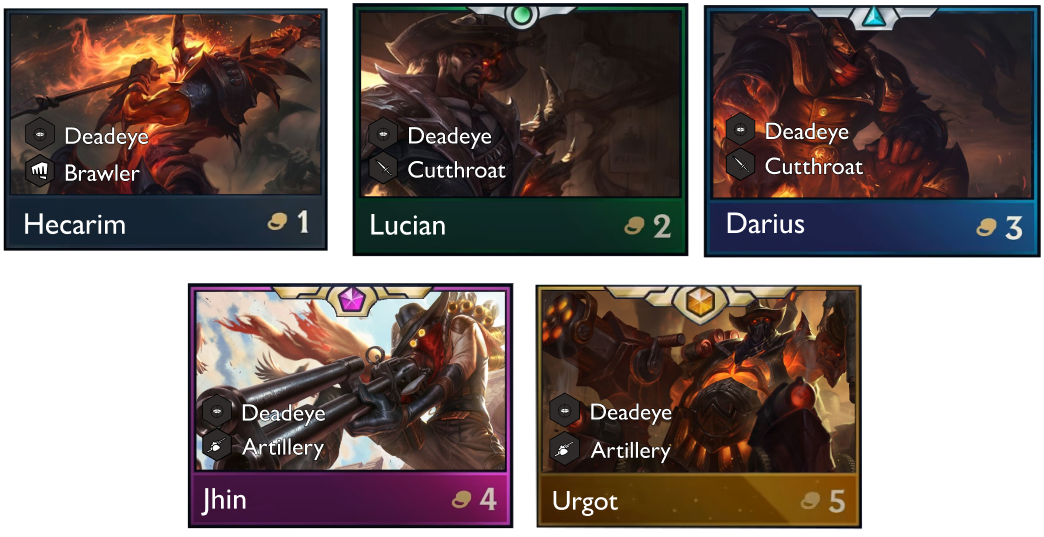 Deadeye
Brawler
Hecarim 1
Deadeye
Cutthroat
Lucian 2
Deadeye
Cutthroat
Darius 3
Deadeye
Artillery
Jhin 4
Deadeye
Artillery
Urgot 5